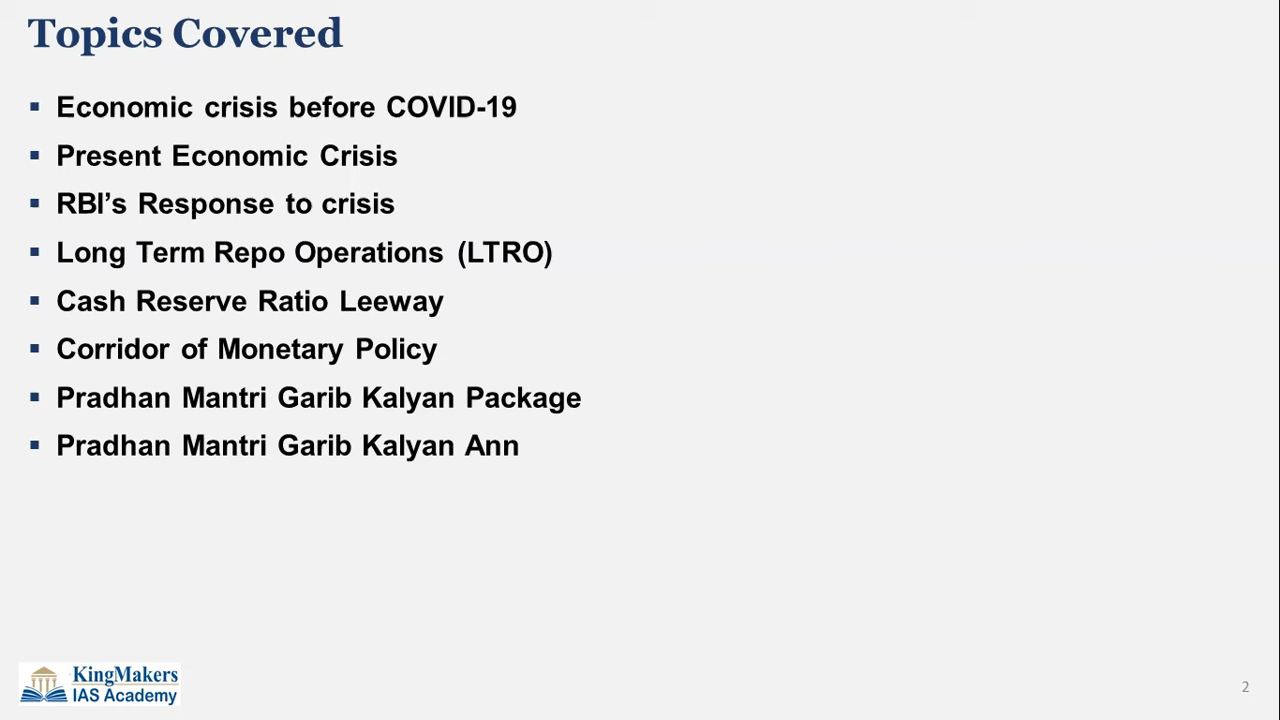 Topics Covered
Economic crisis before COVID-19
Present Economic Crisis
RBI’s Response to crisis
Long Term Repo Operations (LTRO)
Cash Reserve Ratio Leeway
Corridor of Monetary Policy
Pradhan Mantri Garib Kalyan Package
Pradhan Mantri Garib Kalyan Ann
KingMakers
IAS Academy
2